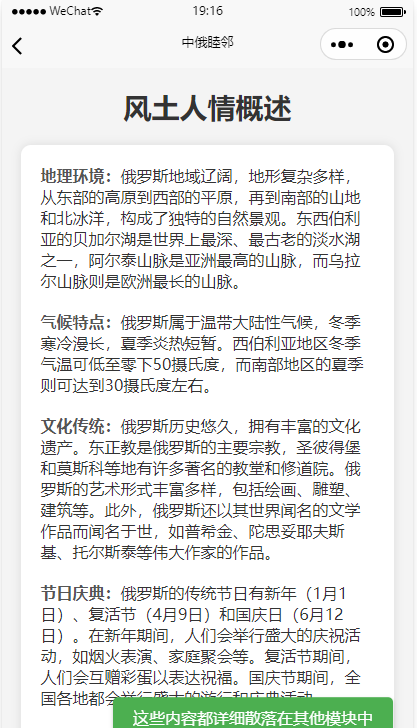 WeChat
19:16
100%
中俄睦邻
风土人情概述
地理环境：俄罗斯地域辽阔，地形复杂多样，
从东部的高原到西部的平原，再到南部的山地
和北冰洋，构成了独特的自然景观。东西伯利
亚的贝加尔湖是世界上最深、最古老的淡水湖
之一，阿尔泰山脉是亚洲最高的山脉，而乌拉
尔山脉则是欧洲最长的山脉。
气候特点：俄罗斯属于温带大陆性气候，冬季
寒冷漫长，夏季炎热短暂。西伯利亚地区冬季
气温可低至零下50摄氏度，而南部地区的夏季
则可达到30摄氏度左右。
文化传统：俄罗斯历史悠久，拥有丰富的文化
遗产。东正教是俄罗斯的主要宗教，圣彼得堡
和莫斯科等地有许多著名的教堂和修道院。俄
罗斯的艺术形式丰富多样，包括绘画、雕塑、
建筑等。此外，俄罗斯还以其世界闻名的文学
作品而闻名于世，如普希金、陀思妥耶夫斯
基、托尔斯泰等伟大作家的作品。
节日庆典：俄罗斯的传统节日有新年（1月1
日）、复活节（4月9日）和国庆日（6月12
日）。在新年期间，人们会举行盛大的庆祝活
动，如烟火表演、家庭聚会等。复活节期间，
人们会互赠彩蛋以表达祝福。国庆节期间，全
国各地都会举行盛大的游行和庆典活动
这些内容都详细散落在其他模块中